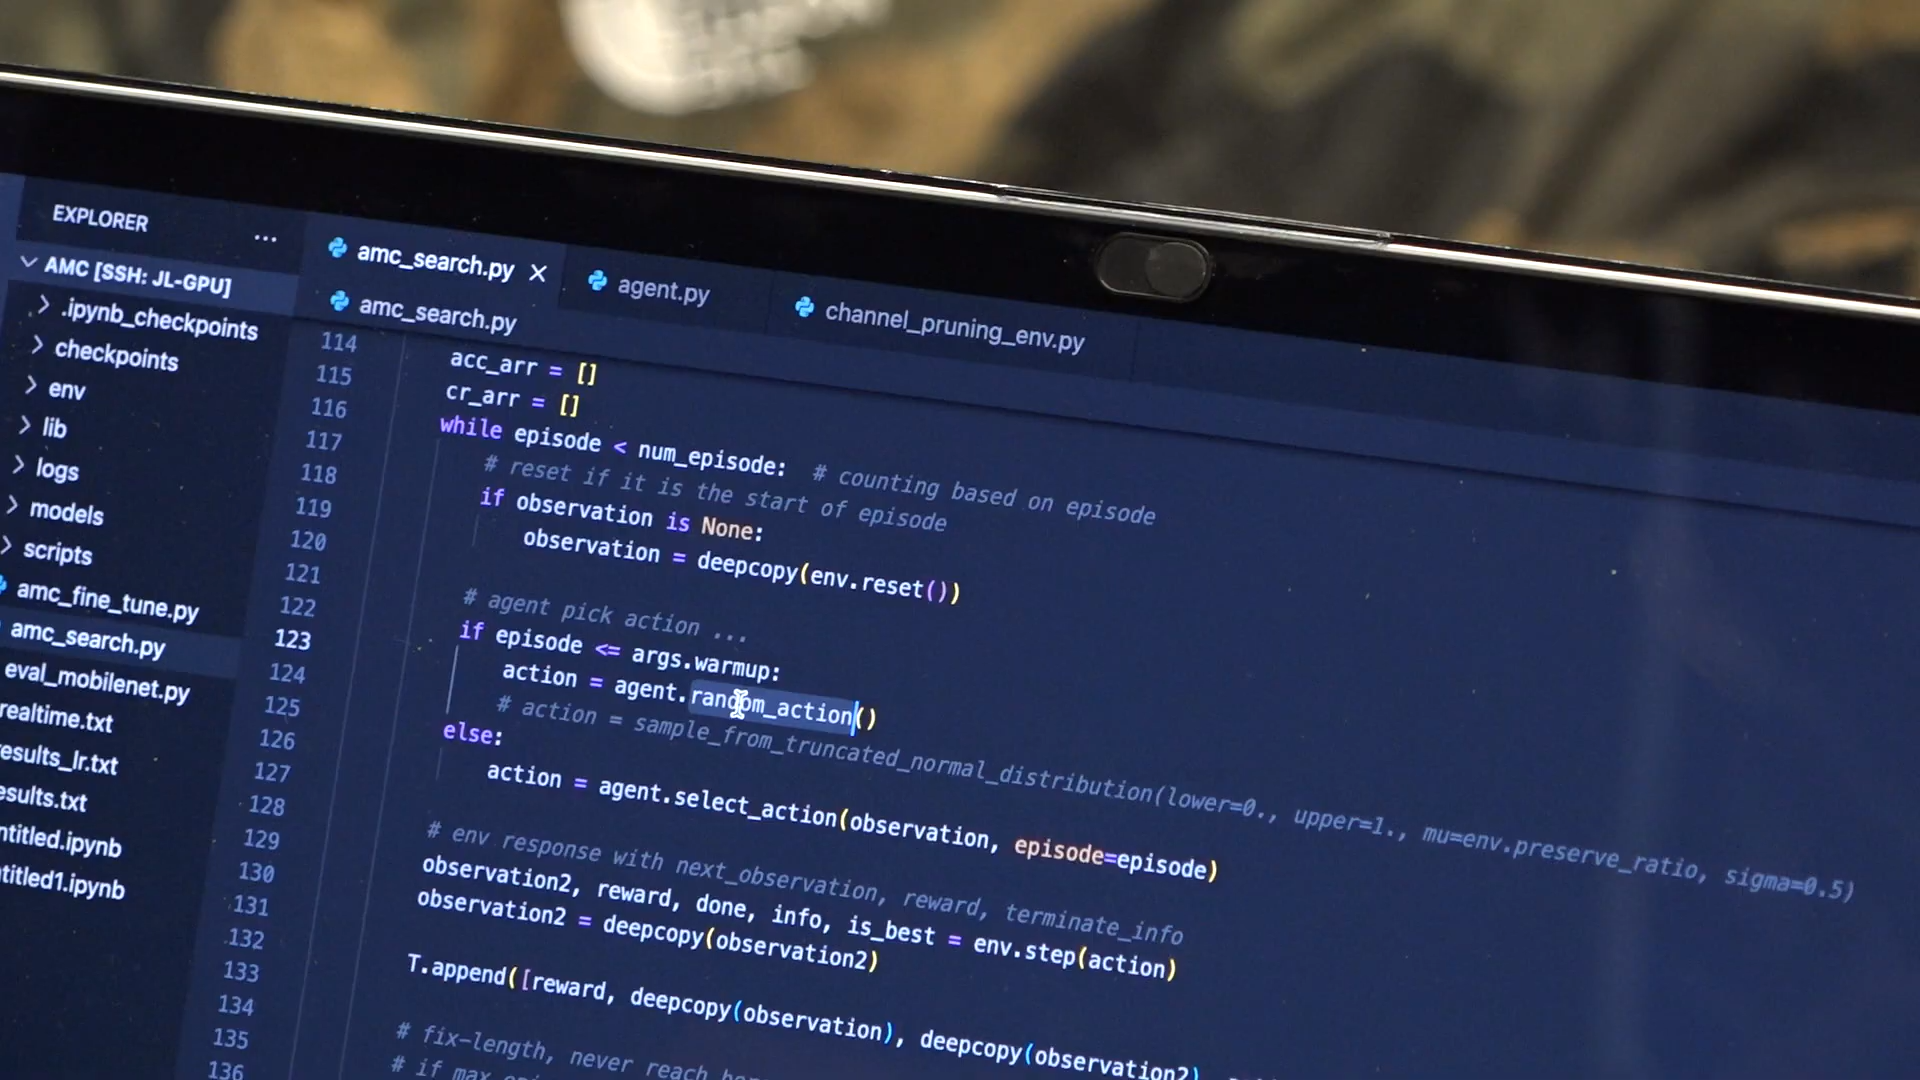 EXPLORER
...
AMC [SSH: JL-GPU]
.ipynb_checkpoints
checkpoints
env
lib
logs
models
scripts
amc_fine_tune.py
amc_search.py
eval_mobilenet.py
realtime.txt
esults_lr.txt
esults.txt
ntitled.ipynb
titled1.ipynb
amc_search.py
agent.py
channel_pruning_env.py
amc_search.py
114
115 acc_arr = []
116 cr_arr = []
117 while episode < num_episode: # counting based on episode
118 # reset if it is the start of episode
119 if observation is None:
120 observation = deepcopy(env.reset())
121
122 # agent pick action ...
123 if episode <= args.warmup:
124 action = agent.random_action()
125 # action = sample_from_truncated_normal_distribution(lower=0., upper=1., mu=env.preserve_ratio, sigma=0.5)
126 else:
127 action = agent.select_action(observation, episode=episode)
128
129 # env response with next_observation, reward, terminate_info
130 observation2, reward, done, info, is_best = env.step(action)
131 observation2 = deepcopy(observation2)
132
133 T.append([reward, deepcopy(observation), deepcopy(observation2),
134
135 # fix-length, never reach
136 # if max